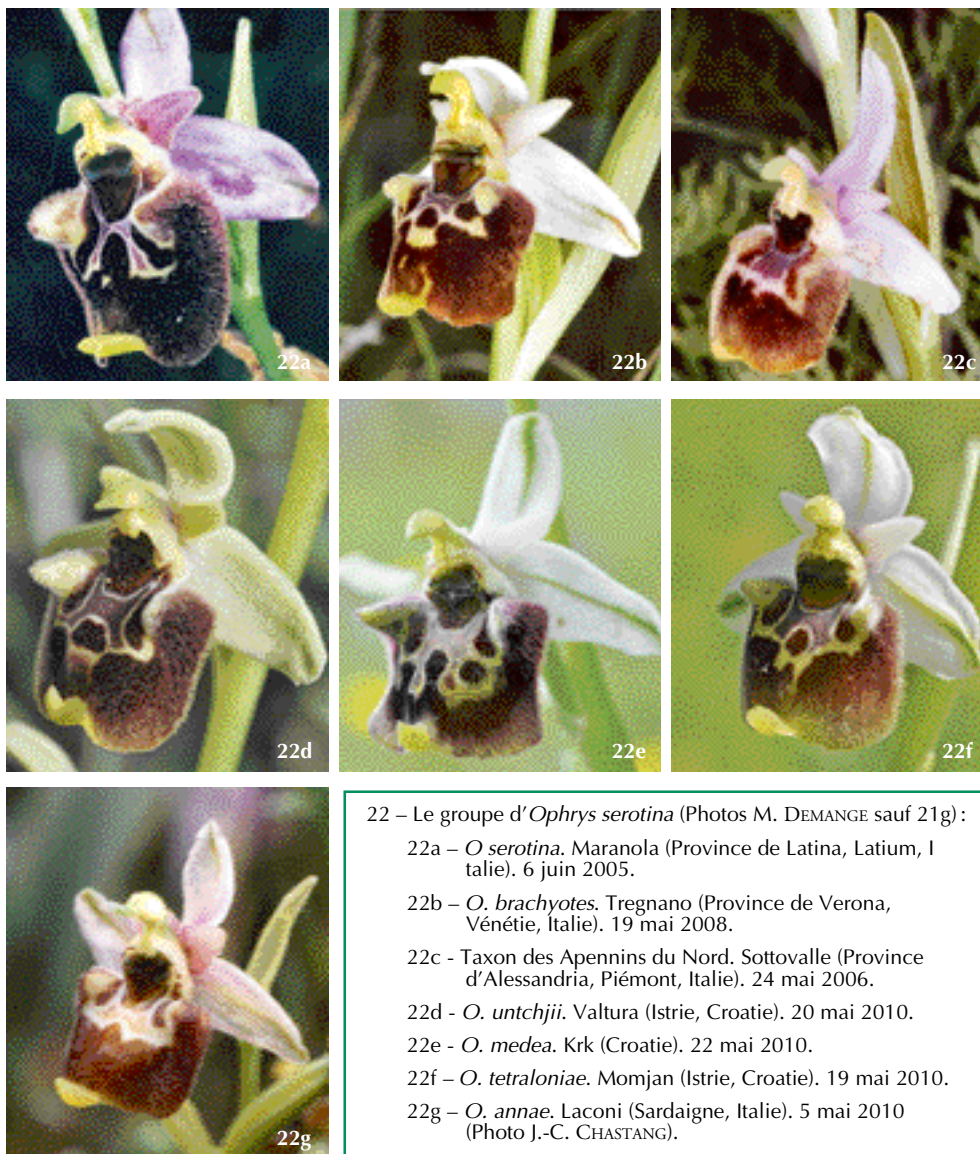 22a
22b
22c
22d
22e
22f
22g
22 – Le groupe d'Ophrys serotina (Photos M. DEMANGE sauf 21g) :
22a – O serotina. Maranola (Province de Latina, Latium, I
talie). 6 juin 2005.
22b – O. brachyotes. Tregnano (Province de Verona,
Vénétie, Italie). 19 mai 2008.
22c - Taxon des Apennins du Nord. Sottovalle (Province
d'Alessandria, Piémont, Italie). 24 mai 2006.
22d - O. untchjii. Valtura (Istrie, Croatie). 20 mai 2010.
22e - O. medea. Krk (Croatie). 22 mai 2010.
22f – O. tetraloniae. Momjan (Istrie, Croatie). 19 mai 2010.
22g – O. annae. Laconi (Sardaigne, Italie). 5 mai 2010
(Photo J.-C. CHASTANG).